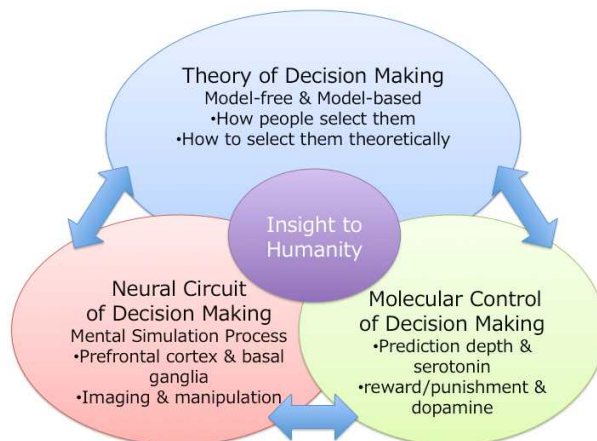 Theory of Decision Making
Model-free & Model-based
•How people select them
•How to select them theoretically
Insight to
Humanity
Neural Circuit
of Decision Making
Mental Simulation Process
•Prefrontal cortex & basal
ganglia
•Imaging & manipulation
Molecular Control
of Decision Making
•Prediction depth &
serotonin
•reward/punishment &
dopamine